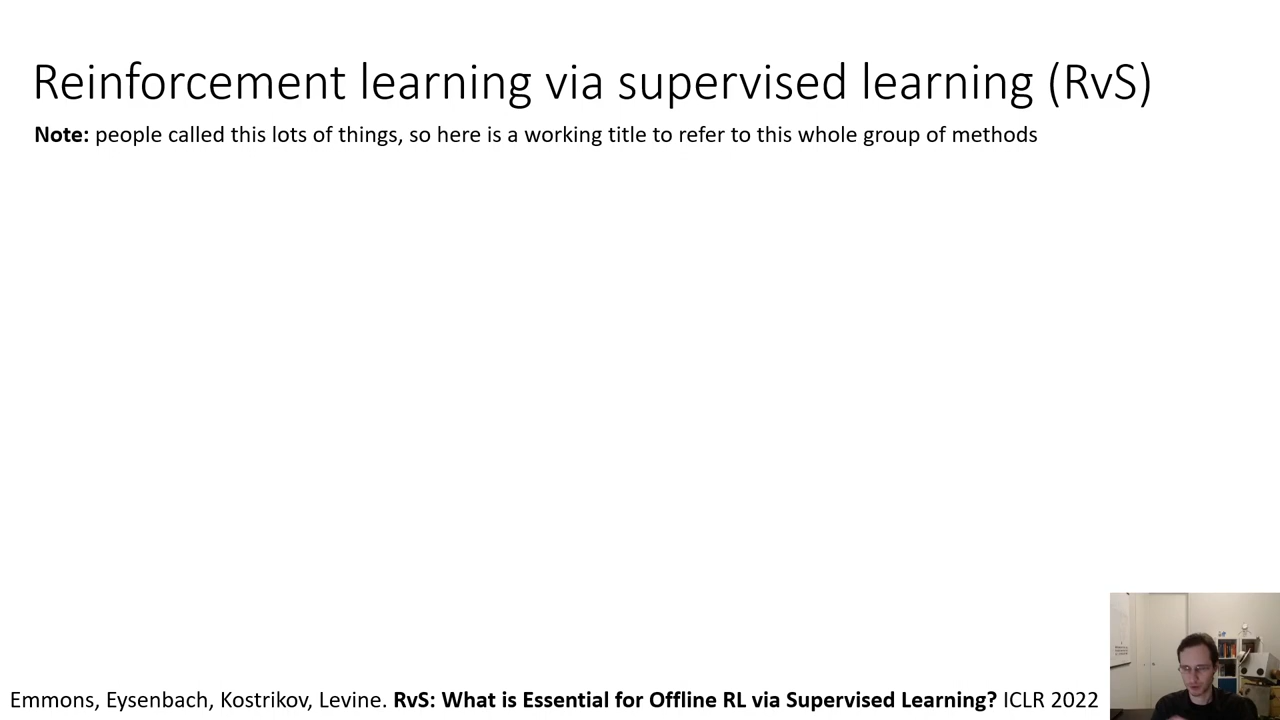 Reinforcement learning via supervised learning (RvS)
Note: people called this lots of things, so here is a working title to refer to this whole group of methods
Emmons, Eysenbach, Kostrikov, Levine. RvS: What is Essential for Offline RL via Supervised Learning? ICLR 2022